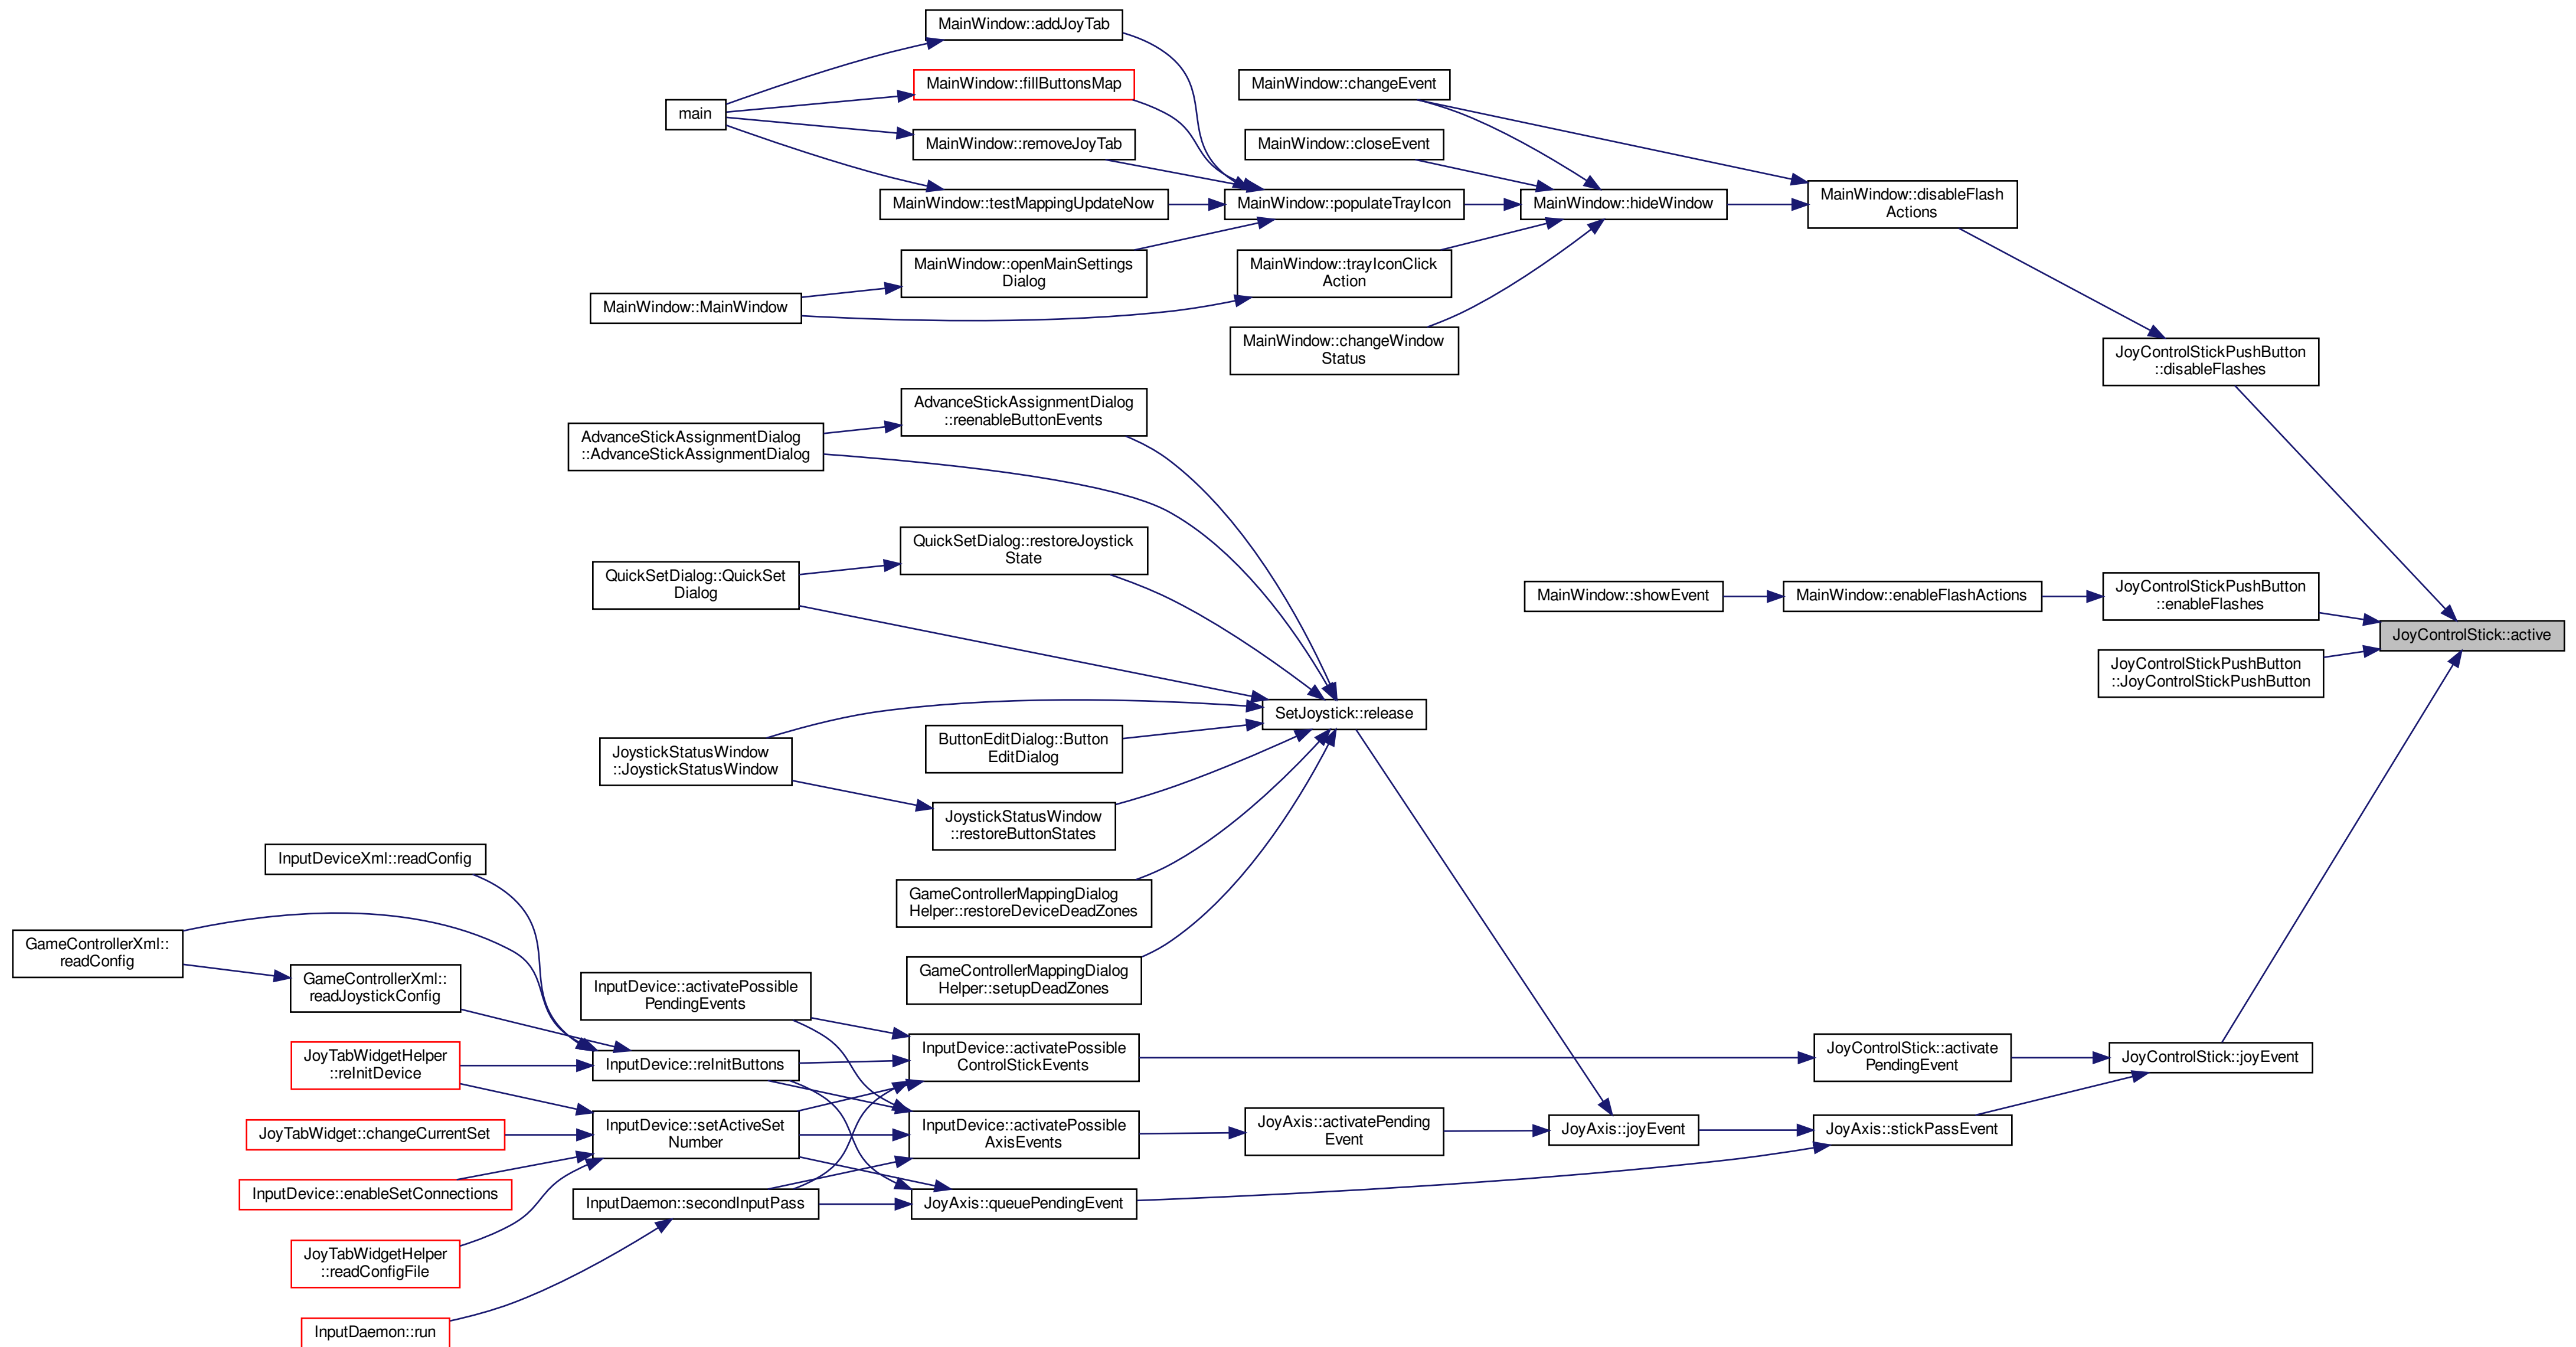 MainWindow::addJoyTab
MainWindow::fillButtonsMap
MainWindow::changeEvent
main
MainWindow::removeJoyTab
MainWindow::closeEvent
MainWindow::testMappingUpdateNow
MainWindow::populateTrayIcon
MainWindow::hideWindow
MainWindow::disableFlash
Actions
MainWindow::openMainSettings
Dialog
MainWindow::trayIconClick
Action
MainWindow::MainWindow
MainWindow::changeWindow
Status
JoyControlStickPushButton
::disableFlashes
AdvanceStickAssignmentDialog
::reenableButtonEvents
AdvanceStickAssignmentDialog
::AdvanceStickAssignmentDialog
QuickSetDialog::restoreJoystick
State
QuickSetDialog::QuickSet
Dialog
MainWindow::showEvent
MainWindow::enableFlashActions
JoyControlStickPushButton
::enableFlashes
JoyControlStick::active
JoyControlStickPushButton
::JoyControlStickPushButton
SetJoystick::release
ButtonEditDialog::Button
EditDialog
JoystickStatusWindow
::JoystickStatusWindow
JoystickStatusWindow
::restoreButtonStates
InputDeviceXml::readConfig
GameControllerMappingDialog
Helper::restoreDeviceDeadZones
GameControllerXml::
readConfig
GameControllerXml::
readJoystickConfig
InputDevice::activatePossible
PendingEvents
GameControllerMappingDialog
Helper::setupDeadZones
JoyTabWidgetHelper
::reInitDevice
InputDevice::reInitButtons
InputDevice::activatePossible
ControlStickEvents
JoyControlStick::activate
PendingEvent
JoyControlStick::joyEvent
JoyTabWidget::changeCurrentSet
InputDevice::setActiveSet
Number
InputDevice::activatePossible
AxisEvents
JoyAxis::activatePending
Event
JoyAxis::joyEvent
JoyAxis::stickPassEvent
InputDevice::enableSetConnections
InputDaemon::secondInputPass
JoyAxis::queuePendingEvent
JoyTabWidgetHelper
::readConfigFile
InputDaemon::run